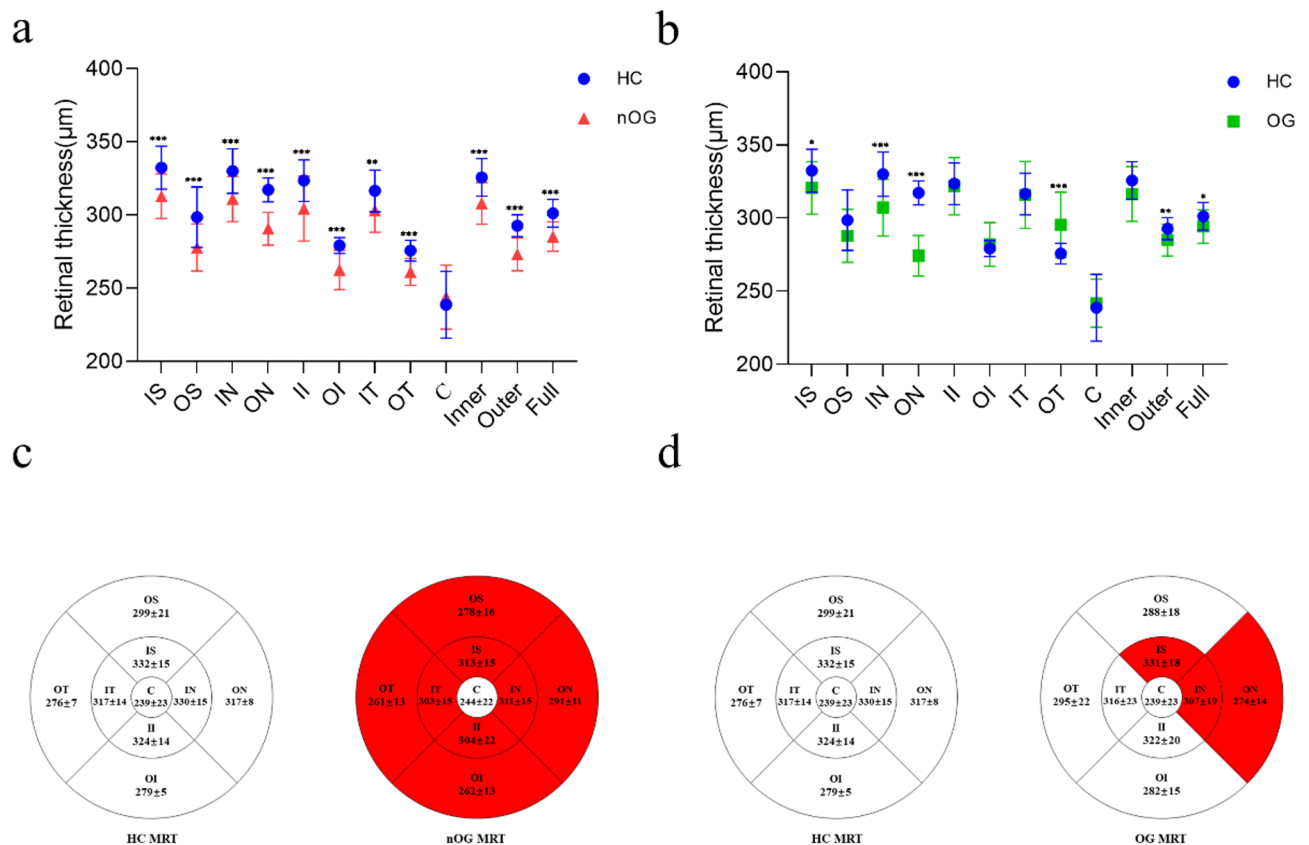 a
b
400
350
300
250
200
Retinal thickness(μm)
HC
nOG
***
***
***
***
***
***
**
***
***
***
***
IS
OS
IN
ON
II
OI
IT
OT
C
Inner
Outer
Full
400
350
300
250
200
Retinal thickness(μm)
HC
OG
*
***
***
***
**
*
IS
OS
IN
ON
II
OI
IT
OT
C
Inner
Outer
Full
c
d
OS
299±21
IS
332±15
OT
276±7
IT
317±14
C
239±23
IN
330±15
ON
317±8
II
324±14
OI
279±5
HC MRT
OS
278±16
IS
313±15
OT
261±13
IT
303±15
C
244±22
IN
311±15
ON
291±11
II
304±22
OI
262±13
nOG MRT
OS
299±21
IS
332±15
OT
276±7
IT
317±14
C
239±23
IN
330±15
ON
317±8
II
324±14
OI
279±5
HC MRT
OS
288±18
IS
331±18
OT
295±22
IT
316±23
C
239±23
IN
307±19
ON
274±14
II
322±20
OI
282±15
OG MRT